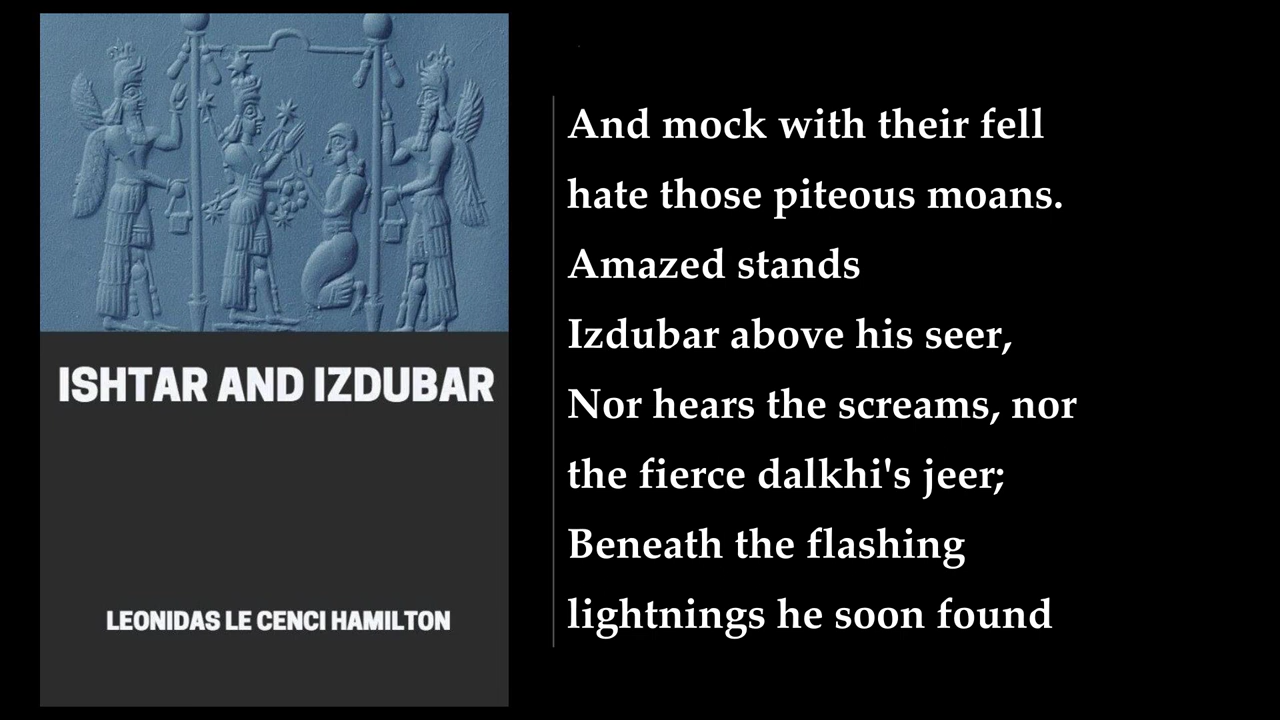 ISHTAR AND IZDUBAR
LEONIDAS LE CENCI HAMILTON
And mock with their fell
hate those piteous moans.
Amazed stands
Izdubar above his seer,
Nor hears the screams, nor
the fierce dalkhi's jeer;
Beneath the flashing
lightnings he soon found